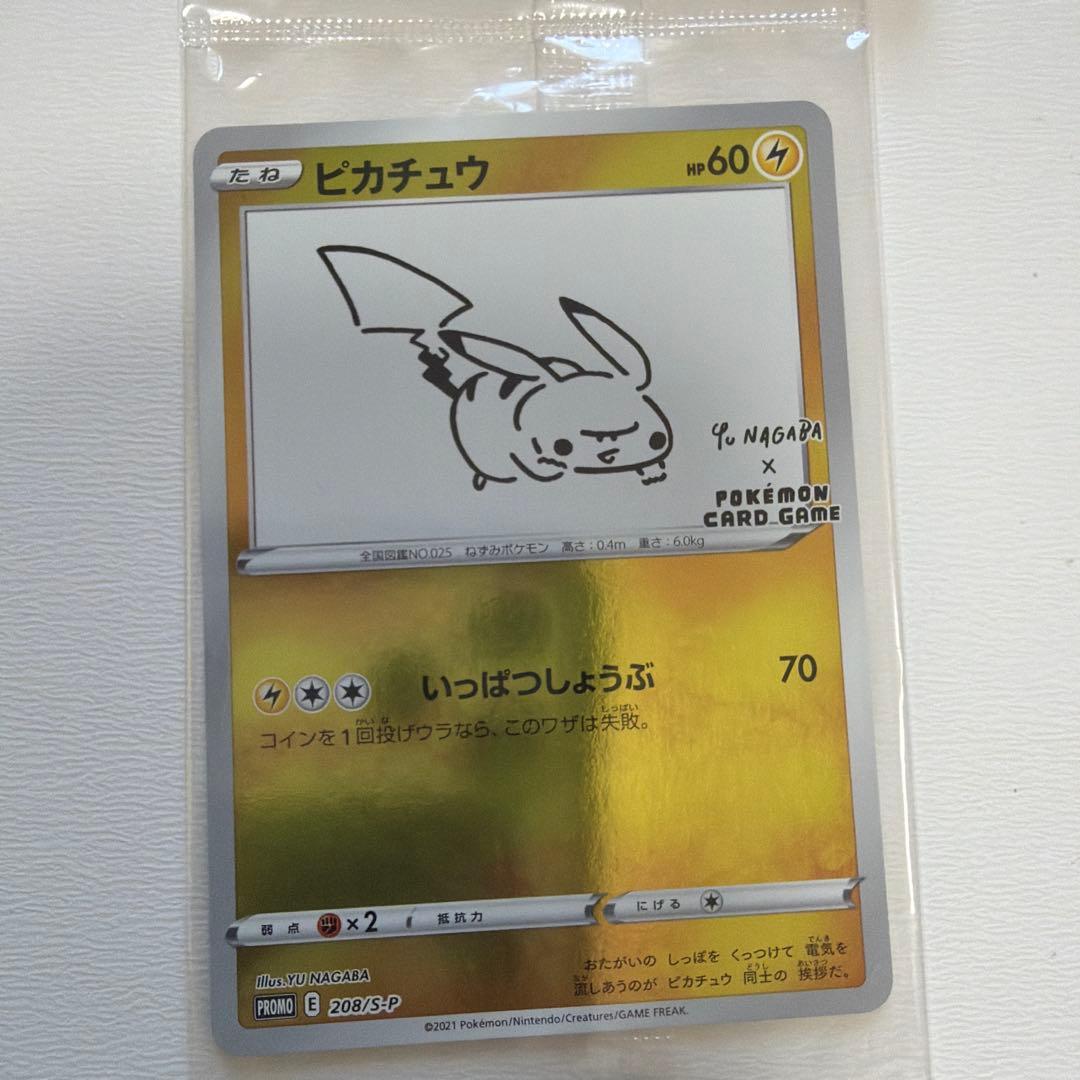 たね ピカチュウ HP60
YU NAGABA
×
POKÉMON
CARD GAME
全国図鑑NO.025 ねずみポケモン 高さ:0.4m 重さ:6.0kg
いっぱつしょうぶ 70
コインを1回投げウラなら、このワザは失敗。
弱点 ×2 抵抗力 にげる
おたがいの しっぽを くっつけて 電気を
流しあうのが ピカチュウ 同士の 挨拶だ。
Illus.YU NAGABA
PROMO E 208/S-P
©2021 Pokémon/Nintendo/Creatures/GAME FREAK.